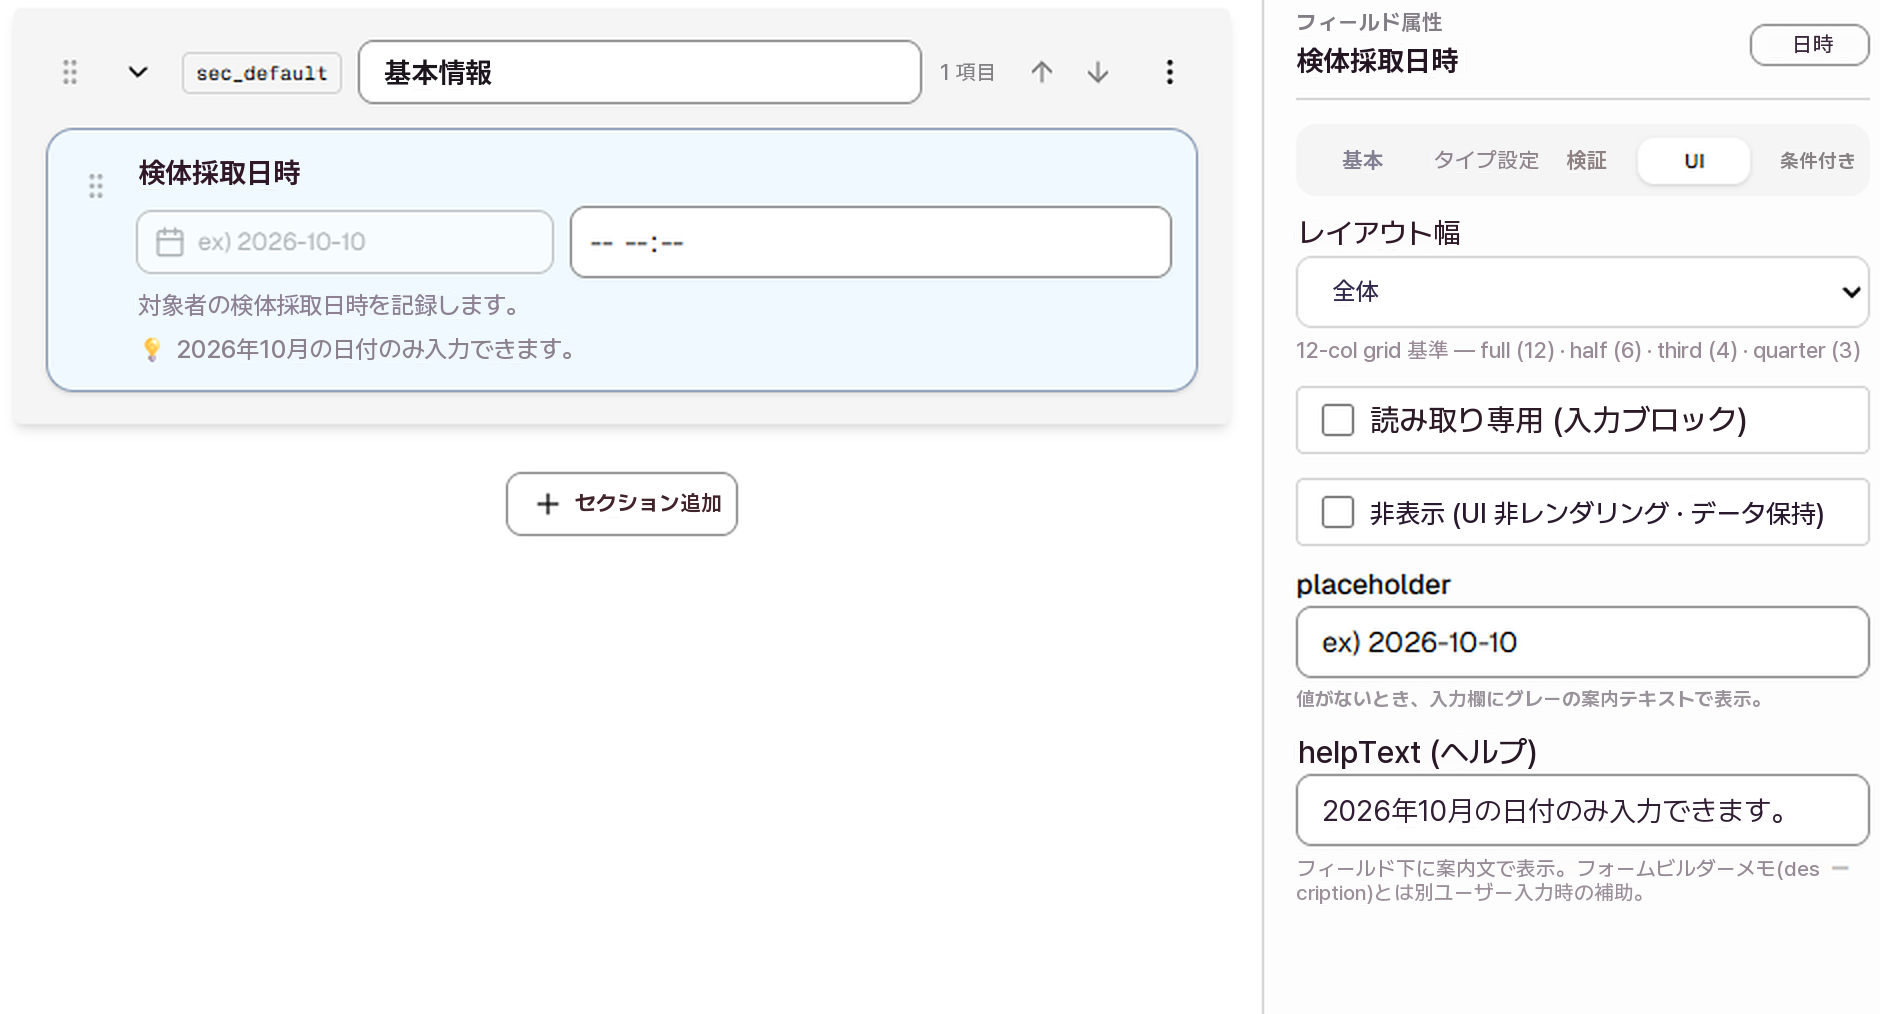 sec_default
基本情報
1 項目
検体採取日時
ex) 2026-10-10
-- --:--
対象者の検体採取日時を記録します。
2026年10月の日付のみ入力できます。
セクション追加
フィールド属性
検体採取日時
日時
基本 タイプ設定 検証 UI 条件付き
レイアウト幅
全体
12-col grid 基準 — full (12) · half (6) · third (4) · quarter (3)
読み取り専用 (入力ブロック)
非表示 (UI 非レンダリング · データ保持)
placeholder
ex) 2026-10-10
値がないとき、入力欄にグレーの案内テキストで表示。
helpText (ヘルプ)
2026年10月の日付のみ入力できます。
フィールド下に案内文で表示。フォームビルダーメモ(des —
cription)とは別ユーザー入力時の補助。